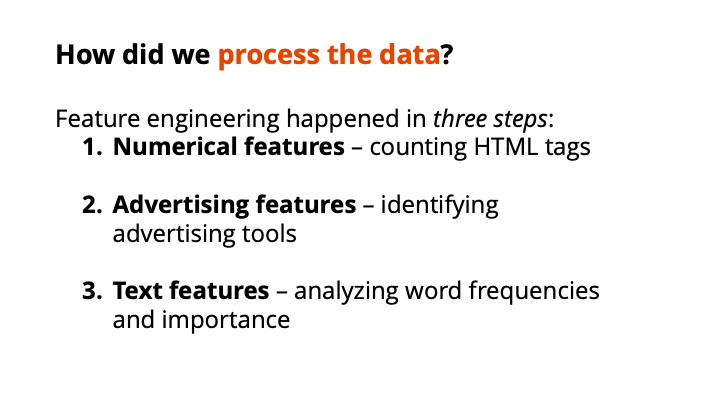 How did we process the data?
Feature engineering happened in three steps:
1. Numerical features – counting HTML tags
2. Advertising features – identifying
advertising tools
3. Text features – analyzing word frequencies
and importance